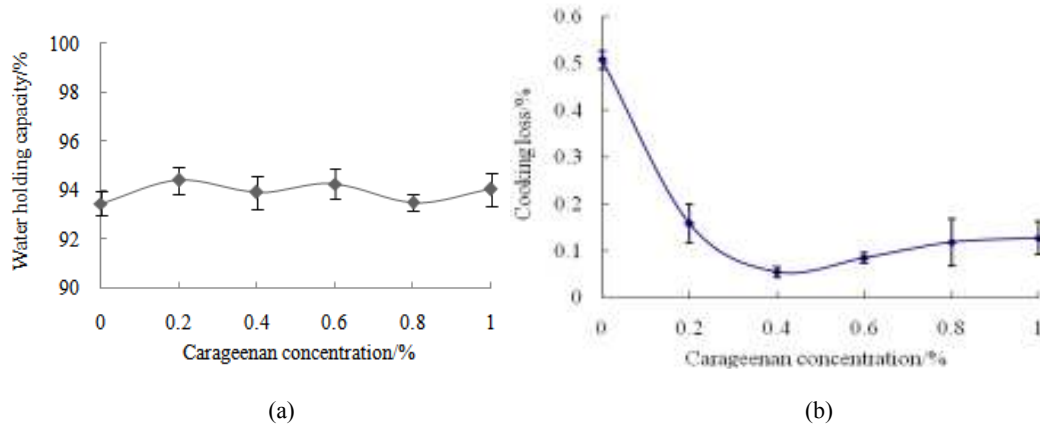 100
98
96
94
92
90
Water holding capacity/%
0 0.2 0.4 0.6 0.8 1
Carageenan concentration/%
(a)
0.6
0.5
0.4
0.3
0.2
0.1
0
Cooking loss/%
0 0.2 0.4 0.6 0.8 1
Carageenan concentration/%
(b)